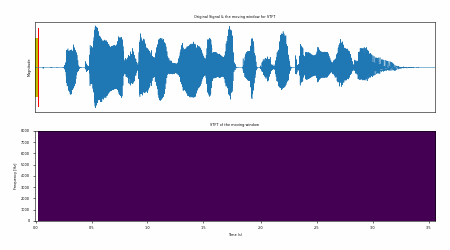 Original Signal & the moving window for STFT
Magnitude
STFT of the moving window
Frequency [Hz]
8000
7000
6000
5000
4000
3000
2000
1000
0
0.0 0.5 1.0 1.5 2.0 2.5 3.0 3.5
Time [s]